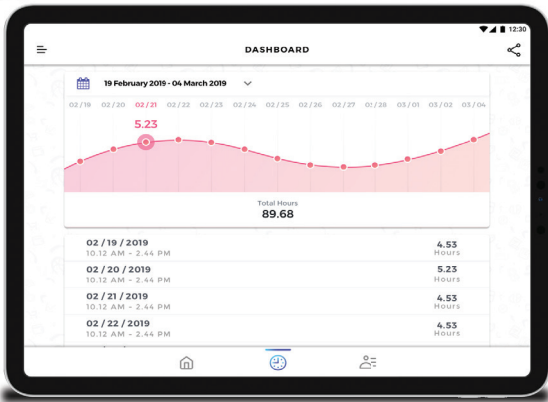 12:30
DASHBOARD
19 February 2019 - 04 March 2019
02/19 02/20 02/21 02/22 02/23 02/24 02/25 02/26 02/27 02/28 03/01 03/02 03/04
5.23
Total Hours
89.68
02 / 19 / 2019
4.53
10.12 AM - 2.44 PM
Hours
02 / 20 / 2019
5.23
10.12 AM - 2.44 PM
Hours
02 / 21 / 2019
4.53
10.12 AM - 2.44 PM
Hours
02 / 22 / 2019
4.53
10.12 AM - 2.44 PM
Hours